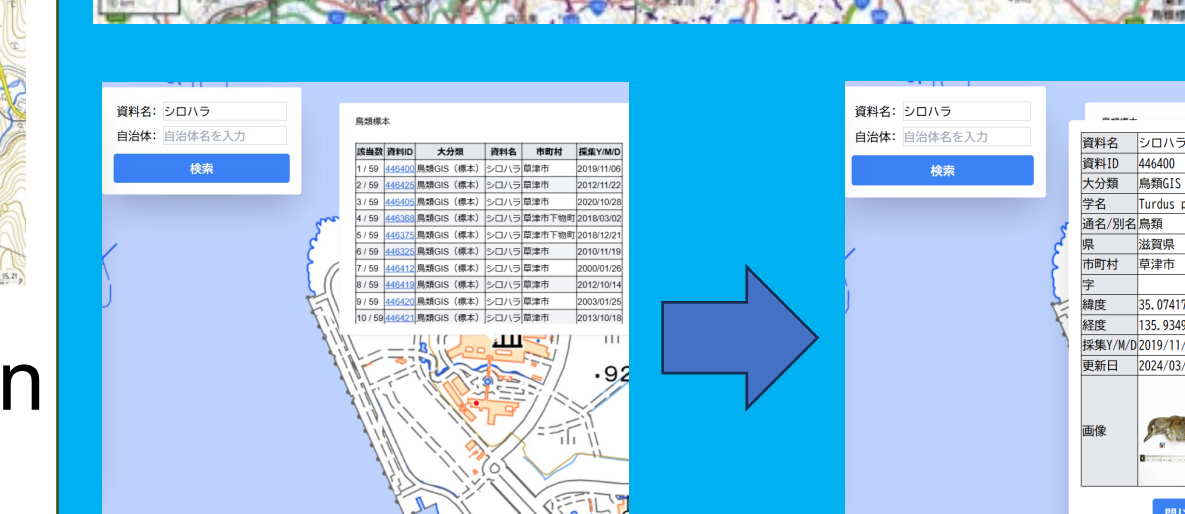 資料名: シロハラ
自治体: 自治体名を入力
検索
鳥類標本
該当数 資料ID 大分類 資料名 市町村 採集Y/M/D
1 / 59 446400 鳥類GIS（標本） シロハラ 草津市 2019/11/06
2 / 59 446425 鳥類GIS（標本） シロハラ 草津市 2012/11/22
3 / 59 446405 鳥類GIS（標本） シロハラ 草津市 2020/10/28
4 / 59 446368 鳥類GIS（標本） シロハラ 草津市下物町 2018/03/02
5 / 59 446375 鳥類GIS（標本） シロハラ 草津市下物町 2018/12/21
6 / 59 446325 鳥類GIS（標本） シロハラ 草津市 2010/11/19
7 / 59 446412 鳥類GIS（標本） シロハラ 草津市 2000/01/26
8 / 59 446419 鳥類GIS（標本） シロハラ 草津市 2012/10/14
9 / 59 446420 鳥類GIS（標本） シロハラ 草津市 2003/01/25
10 / 59 446421 鳥類GIS（標本） シロハラ 草津市 2013/10/18
・92
n
資料名: シロハラ
自治体: 自治体名を入力
検索
資料名 シロハラ
資料ID 446400
大分類 鳥類GIS
学名 Turdus p
通名/別名 鳥類
県 滋賀県
市町村 草津市
字
緯度 35.07417
経度 135.9349
採集Y/M/D 2019/11/
更新日 2024/03/
画像